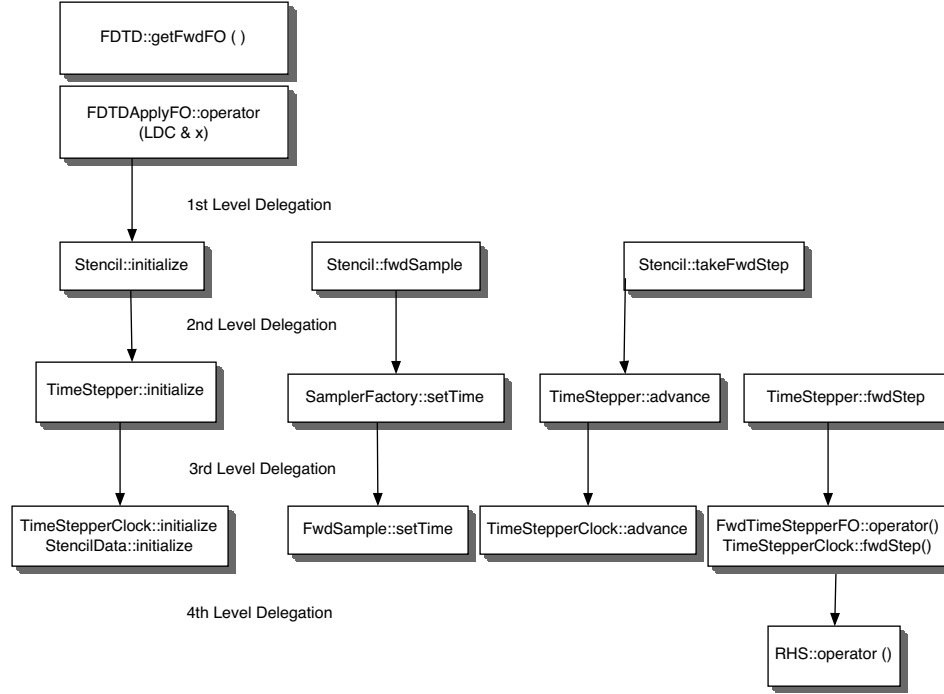 FDTD::getFwdFO ( )
FDTDApplyFO::operator
(LDC & x)
1st Level Delegation
Stencil::initialize
Stencil::fwdSample
Stencil::takeFwdStep
2nd Level Delegation
TimeStepper::initialize
SamplerFactory::setTime
TimeStepper::advance
TimeStepper::fwdStep
3rd Level Delegation
TimeStepperClock::initialize
StencilData::initialize
FwdSample::setTime
TimeStepperClock::advance
FwdTimeStepperFO::operator()
TimeStepperClock::fwdStep()
4th Level Delegation
RHS::operator ()